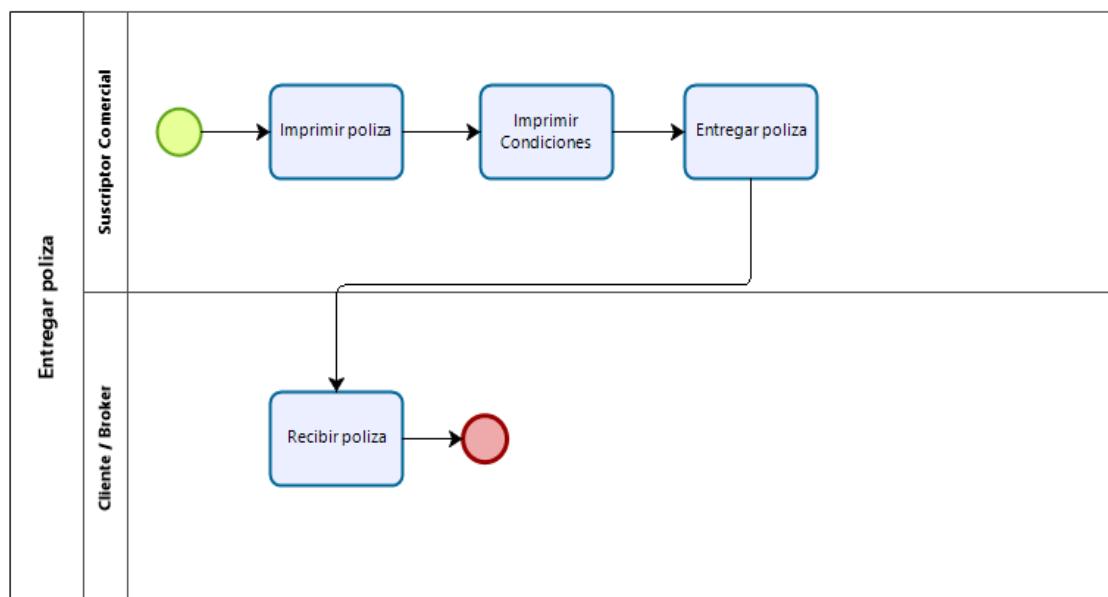 Entregar poliza
Suscriptor Comercial
Imprimir poliza
Imprimir
Condiciones
Entregar poliza
Cliente / Broker
Recibir poliza